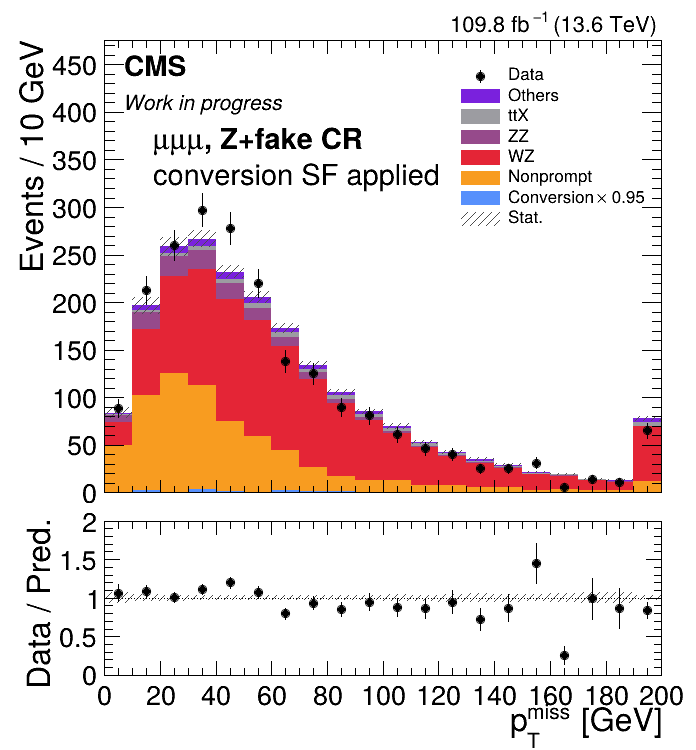 109.8 fb⁻¹ (13.6 TeV)
Events / 10 GeV
450
400
350
300
250
200
150
100
50
0
CMS
Work in progress
μμμ, Z+fake CR
conversion SF applied
Data
Others
ttX
ZZ
WZ
Nonprompt
Conversion × 0.95
Stat.
Data / Pred.
2
1.5
1
0.5
0
0 20 40 60 80 100 120 140 160 180 200
p_T^miss [GeV]